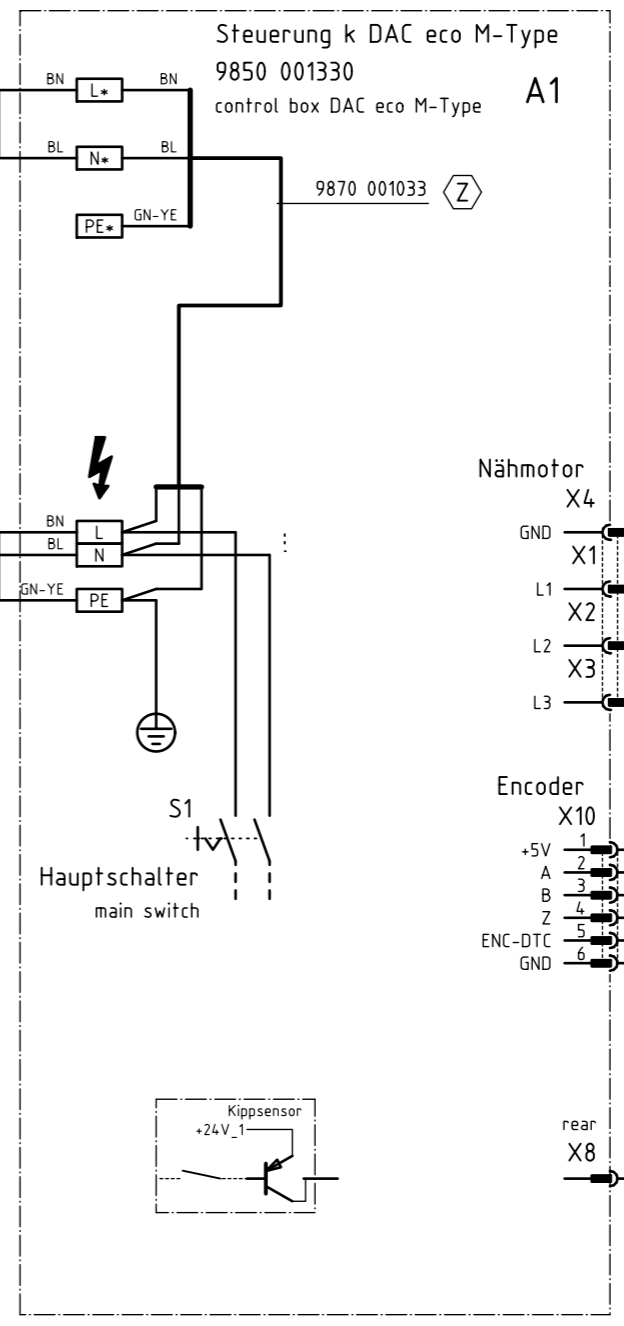 Steuerung k DAC eco M-Type
9850 001330
control box DAC eco M-Type
A1
BN L* BN
BL N* BL
PE* GN-YE
9870 001033 Z
BN L
BL N
GN-YE PE
Nähmotor
X4
GND
X1
L1
X2
L2
X3
L3
S1
Hauptschalter
main switch
Encoder
X10
+5V 1
A 2
B 3
Z 4
ENC-DTC 5
GND 6
Kippsensor
+24V_1
rear
X8